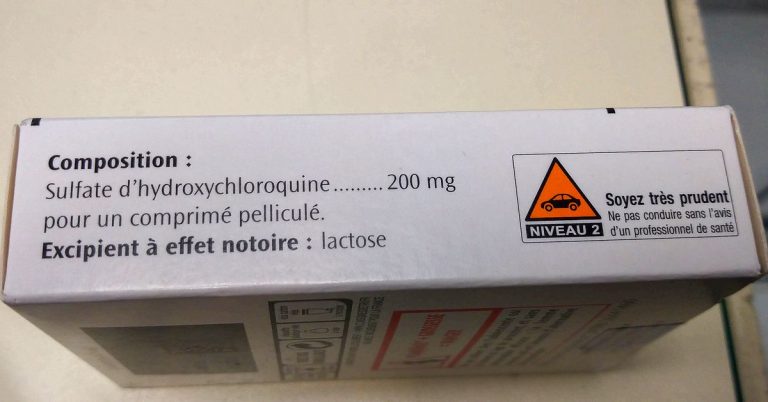 Composition :
Sulfate d'hydroxychloroquine......... 200 mg
pour un comprimé pelliculé.
Excipient à effet notoire : lactose
Soyez très prudent
Ne pas conduire sans l'avis
d'un professionnel de santé
NIVEAU 2